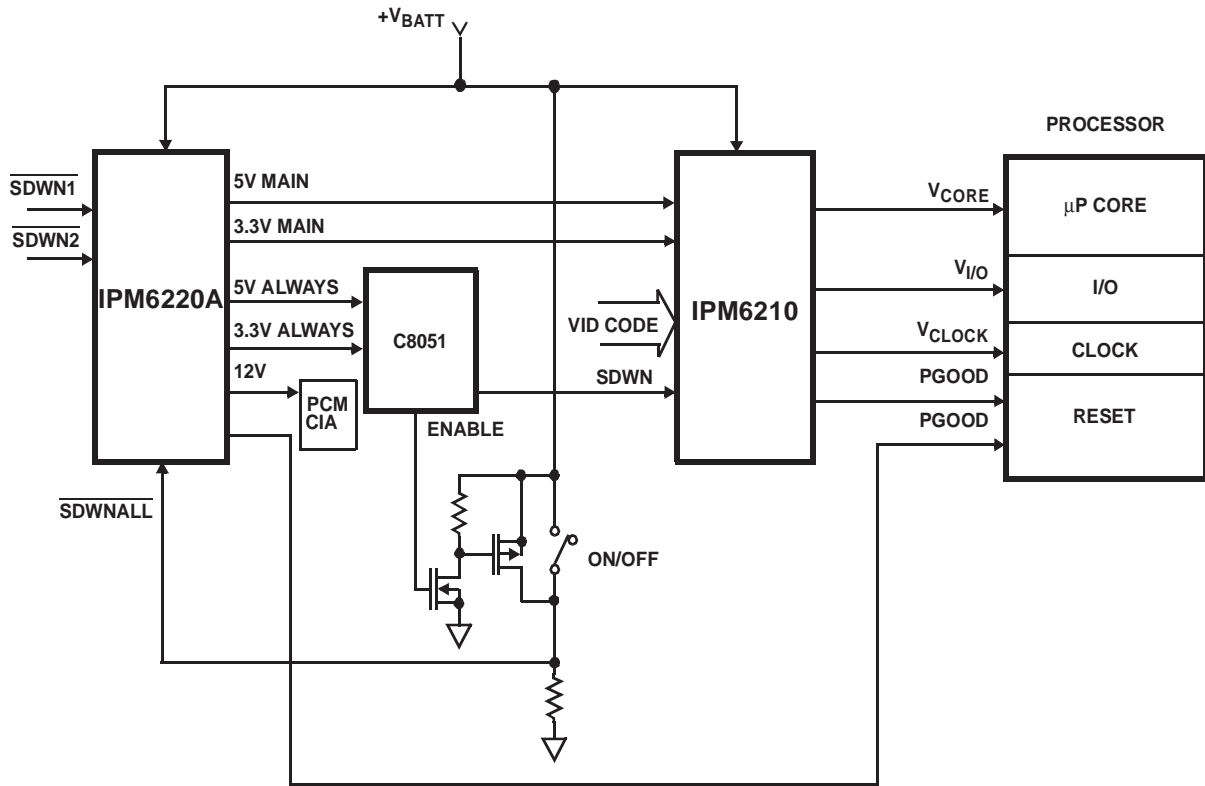 +VBATT
PROCESSOR
SDWN1
SDWN2
IPM6220A
5V MAIN
3.3V MAIN
5V ALWAYS
3.3V ALWAYS
12V
C8051
PCM
CIA
ENABLE
SDWN
VID CODE
IPM6210
VCORE
VI/O
VCLOCK
PGOOD
PGOOD
µP CORE
I/O
CLOCK
RESET
SDWNALL
ON/OFF